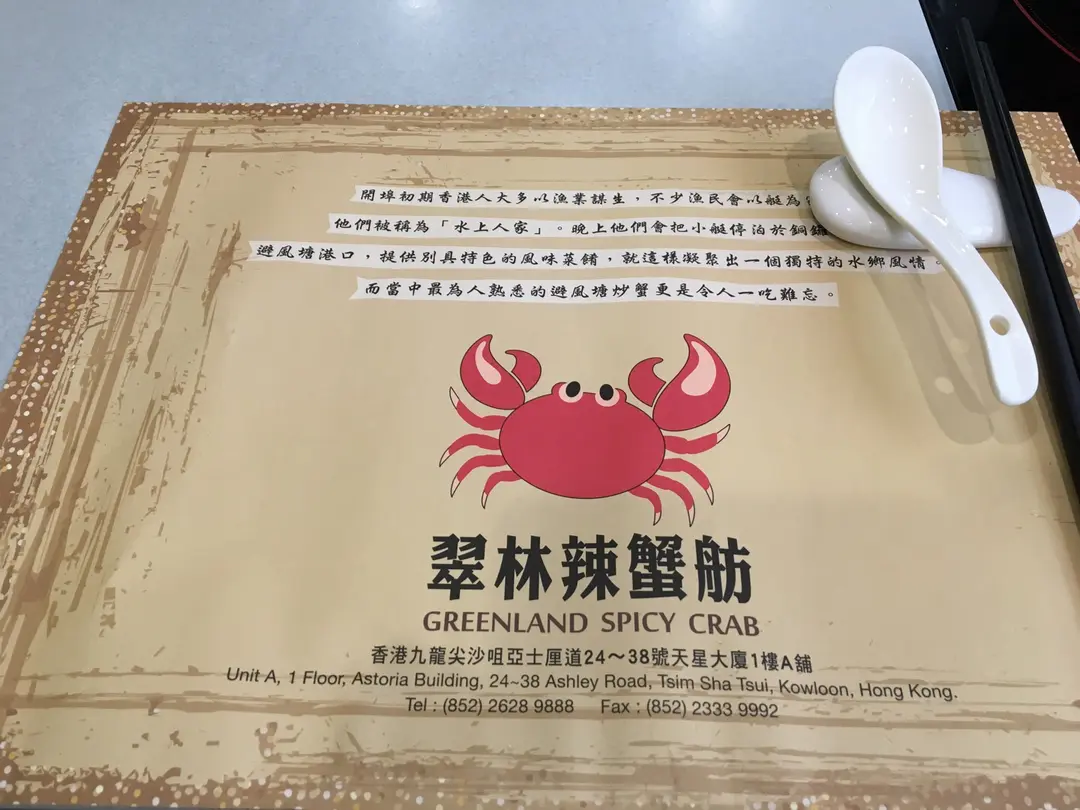 開埠初期香港人大多以漁業謀生，不少漁民會以艇為
他們被稱為「水上人家」。晚上他們會把小艇停泊於銅鑼
避風塘港口，提供別具特色的風味菜餚，就這樣凝聚出一個獨特的水鄉風情。
而當中最為人熟悉的避風塘炒蟹更是令人一吃難忘。
翠林辣蟹舫
GREENLAND SPICY CRAB
香港九龍尖沙咀亞士厘道24～38號天星大廈1樓A舖
Unit A, 1 Floor, Astoria Building, 24~38 Ashley Road, Tsim Sha Tsui, Kowloon, Hong Kong.
Tel : (852) 2628 9888 Fax : (852) 2333 9992